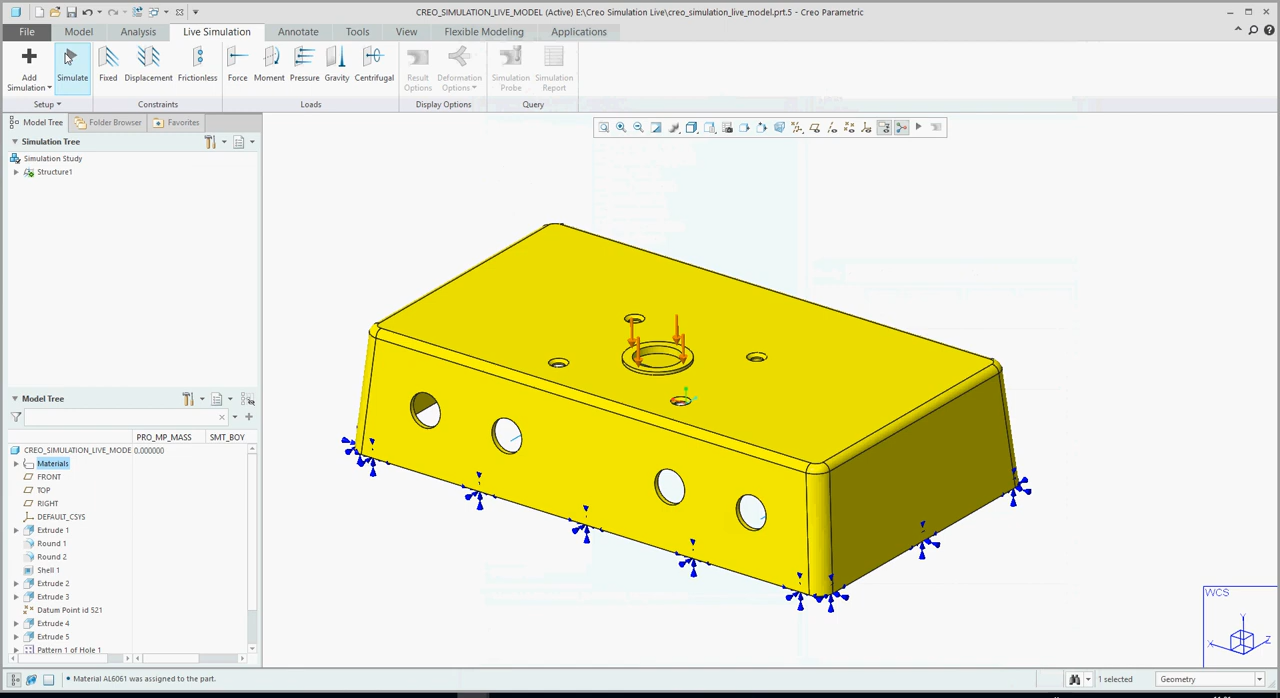 CREO_SIMULATION_LIVE_MODEL (Active) E:\Creo Simulation Live\creo_simulation_live_model.prt.5 - Creo Parametric
File Model Analysis Live Simulation Annotate Tools View Flexible Modeling Applications
Add Simulation Simulate Fixed Displacement Frictionless Force Moment Pressure Gravity Centrifugal Result Options Deformation Options Simulation Probe Simulation Report
Setup Constraints Loads Display Options Query
Model Tree Folder Browser Favorites
Simulation Tree
Simulation Study
Structure1
Model Tree
PRO_MP_MASS SMT_BOY
CREO_SIMULATION_LIVE_MODE 0.000000
Materials
FRONT
TOP
RIGHT
DEFAULT_CSYS
Extrude 1
Round 1
Round 2
Shell 1
Extrude 2
Extrude 3
Datum Point id 521
Extrude 4
Extrude 5
Pattern 1 of Hole 1
WCS
Y
X Z
• Material AL6061 was assigned to the part.
1 selected
Geometry